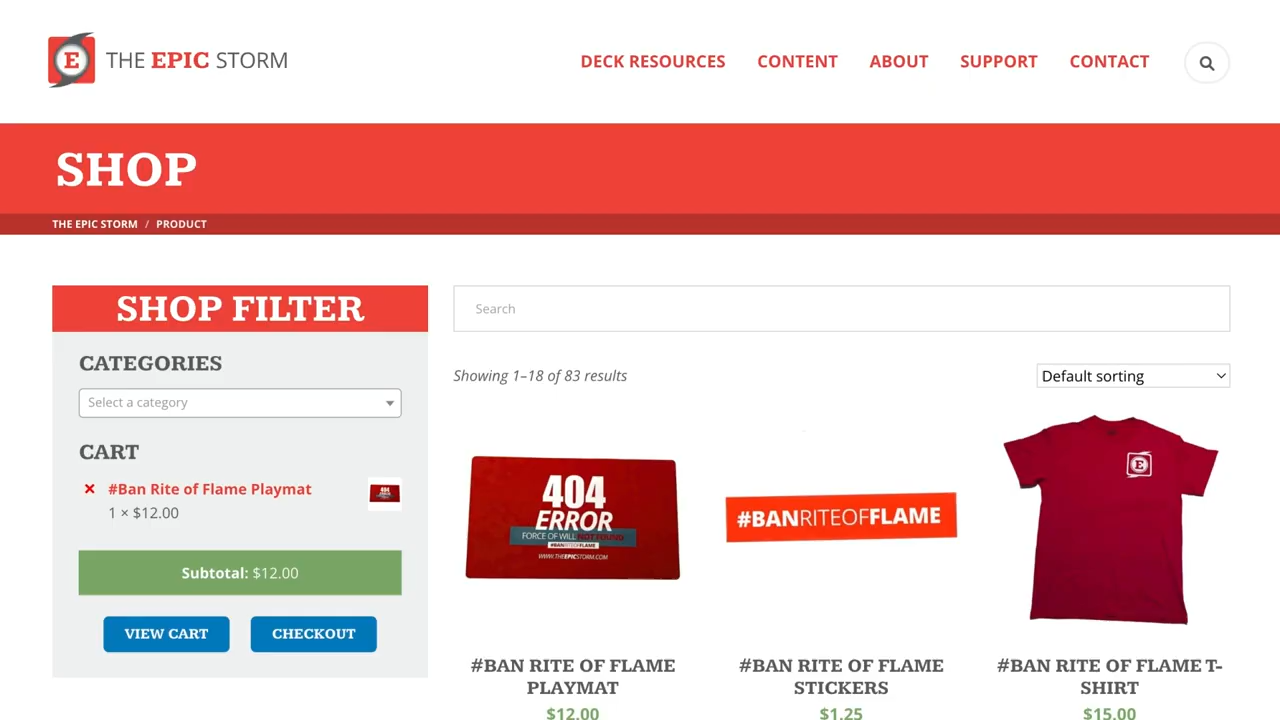 E THE EPIC STORM
DECK RESOURCES CONTENT ABOUT SUPPORT CONTACT
SHOP
THE EPIC STORM / PRODUCT
SHOP FILTER
CATEGORIES
Select a category
CART
× #Ban Rite of Flame Playmat
1 × $12.00
Subtotal: $12.00
VIEW CART CHECKOUT
Search
Showing 1–18 of 83 results
Default sorting
404
ERROR
FORCE OF WILL NOT FOUND
#BANRITEOFFLAME
WWW.THEEPICSTORM.COM
#BAN RITE OF FLAME
PLAYMAT
$12.00
#BANRITEOFFLAME
#BAN RITE OF FLAME
STICKERS
$1.25
E
#BAN RITE OF FLAME T-
SHIRT
$15.00